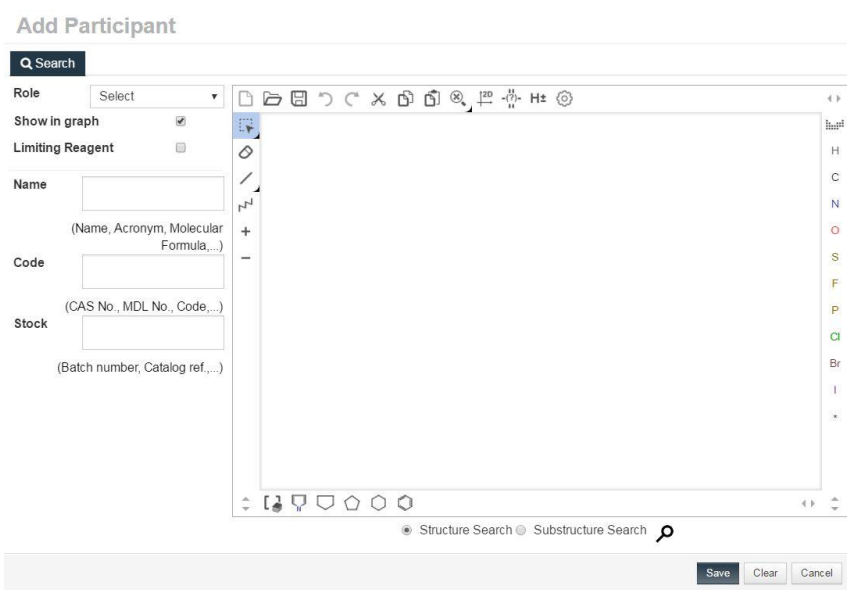 Add Participant
Search
Role Select
Show in graph
Limiting Reagent
Name
(Name, Acronym, Molecular
Formula,...)
Code
(CAS No., MDL No., Code,...)
Stock
(Batch number, Catalog ref.,...)
2D (?) H±
H
C
N
O
S
F
P
Cl
Br
I
*
Structure Search Substructure Search
Save Clear Cancel